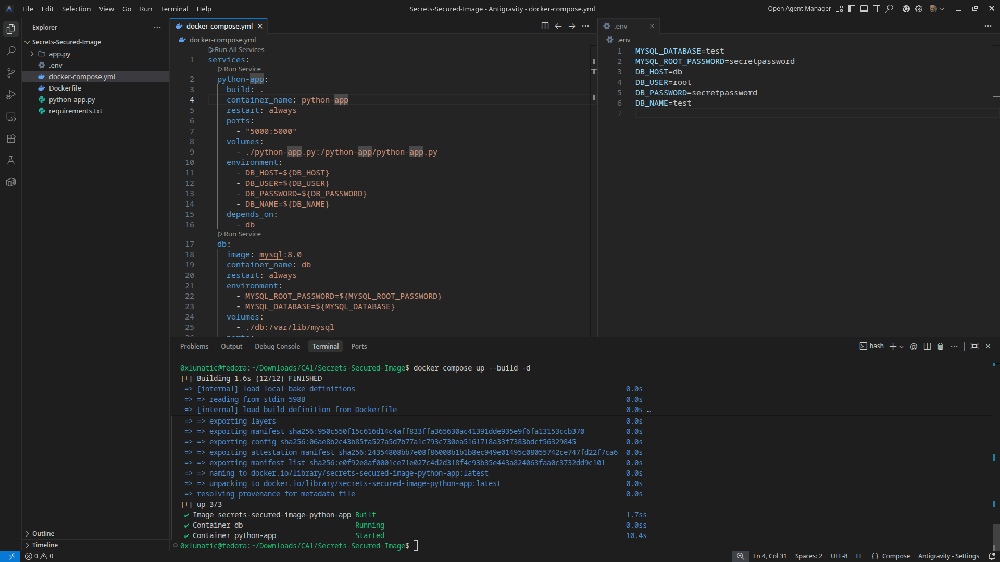 File Edit Selection View Go Run Terminal Help
Secrets-Secured-Image - Antigravity - docker-compose.yml
Open Agent Manager
Explorer
Secrets-Secured-Image
app.py
.env
docker-compose.yml
Dockerfile
python-app.py
requirements.txt
Outline
Timeline
docker-compose.yml
docker-compose.yml
Run All Services
1 services:
Run Service
2 python-app:
3 build: .
4 container_name: python-app
5 restart: always
6 ports:
7 - "5000:5000"
8 volumes:
9 - ./python-app.py:/python-app/python-app.py
10 environment:
11 - DB_HOST=${DB_HOST}
12 - DB_USER=${DB_USER}
13 - DB_PASSWORD=${DB_PASSWORD}
14 - DB_NAME=${DB_NAME}
15 depends_on:
16 - db
Run Service
17 db:
18 image: mysql:8.0
19 container_name: db
20 restart: always
21 environment:
22 - MYSQL_ROOT_PASSWORD=${MYSQL_ROOT_PASSWORD}
23 - MYSQL_DATABASE=${MYSQL_DATABASE}
24 volumes:
25 - ./db:/var/lib/mysql
.env
.env
1 MYSQL_DATABASE=test
2 MYSQL_ROOT_PASSWORD=secretpassword
3 DB_HOST=db
4 DB_USER=root
5 DB_PASSWORD=secretpassword
6 DB_NAME=test
7
Problems Output Debug Console Terminal Ports
bash
0xlunatic@fedora:~/Downloads/CA1/Secrets-Secured-Image$ docker compose up --build -d
[+] Building 1.6s (12/12) FINISHED
=> [internal] load local bake definitions 0.0s
=> => reading from stdin 598B 0.0s
=> [internal] load build definition from Dockerfile 0.0s …
=> => exporting layers 0.0s
=> => exporting manifest sha256:950c550f15c616d14c4aff833ffa365630ac41391dde935e9f6fa13153ccb370 0.0s
=> => exporting config sha256:06ae8b2c43b85fa527a5d7b77a1c793c730ea5161718a33f7383bdcf56329845 0.0s
=> => exporting attestation manifest sha256:24354808bb7e08f86008b1b1b8ec949e01495c08055742ce747fd22f7ca6 0.0s
=> => exporting manifest list sha256:e0f92e8af0001ce71e027c4d2d318f4c93b35e443a824063faa0c3732dd9c101 0.0s
=> => naming to docker.io/library/secrets-secured-image-python-app:latest 0.0s
=> => unpacking to docker.io/library/secrets-secured-image-python-app:latest 0.0s
=> resolving provenance for metadata file 0.0s
[+] up 3/3
✔ Image secrets-secured-image-python-app Built 1.7ss
✔ Container db Running 0.0ss
✔ Container python-app Started 10.4s
0xlunatic@fedora:~/Downloads/CA1/Secrets-Secured-Image$
0 0
Ln 4, Col 31 Spaces: 2 UTF-8 LF {} Compose Antigravity - Settings